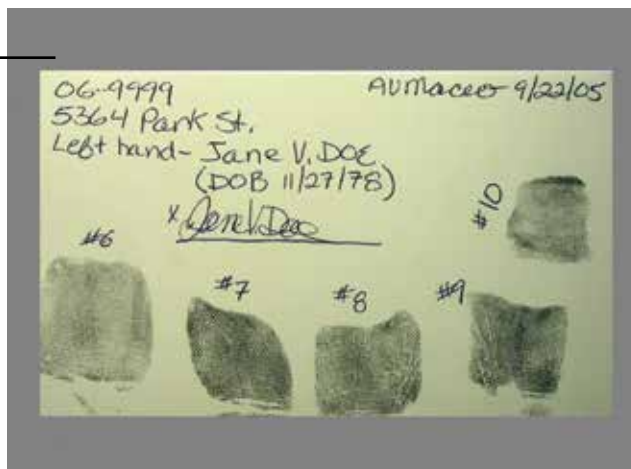 06-9999 AVMaceo 9/22/05
5364 Park St.
Left hand- Jane V. DOE
(DOB 11/27/78)
x Jane V. Doe
#6
#7
#8
#9
#10